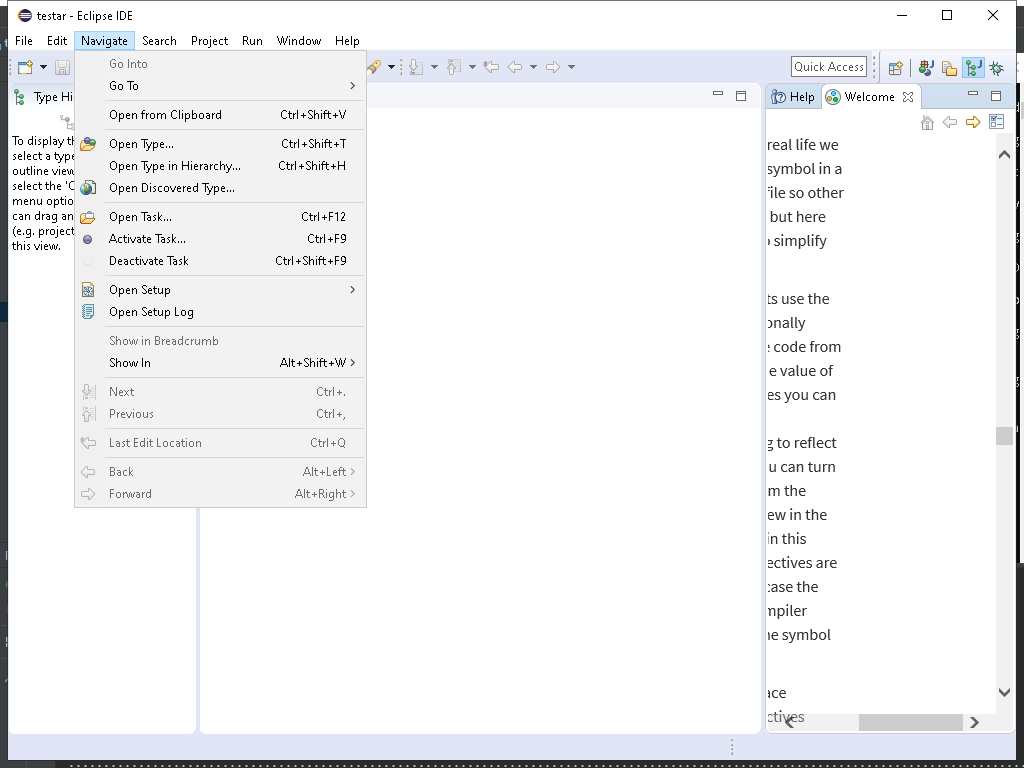 testar - Eclipse IDE
File Edit Navigate Search Project Run Window Help
Quick Access
Type Hi
Help
Welcome
To display th
select a type
outline view
select the 'C
menu optio
can drag an
(e.g. project
this view.
Go Into
Go To
Open from Clipboard Ctrl+Shift+V
Open Type... Ctrl+Shift+T
Open Type in Hierarchy... Ctrl+Shift+H
Open Discovered Type...
Open Task... Ctrl+F12
Activate Task... Ctrl+F9
Deactivate Task Ctrl+Shift+F9
Open Setup
Open Setup Log
Show in Breadcrumb
Show In Alt+Shift+W
Next Ctrl+.
Previous Ctrl+,
Last Edit Location Ctrl+Q
Back Alt+Left
Forward Alt+Right
real life we
symbol in a
file so other
but here
simplify
ts use the
onally
code from
e value of
es you can
g to reflect
u can turn
m the
ew in the
in this
ectives are
case the
mpiler
he symbol
ace
ctives